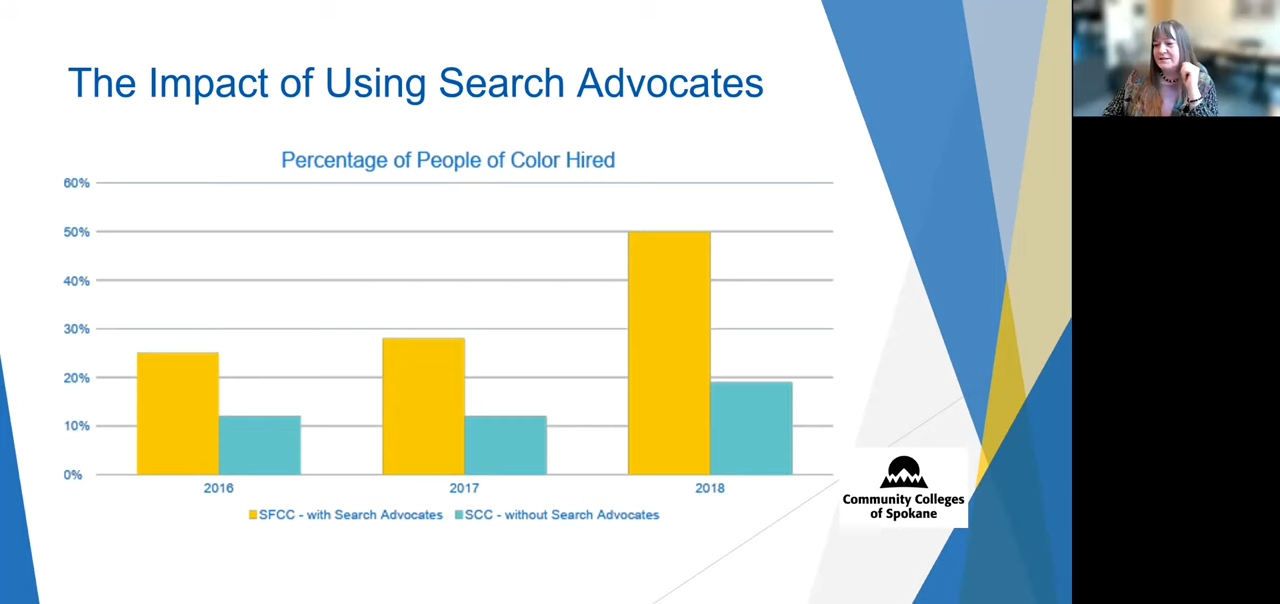 The Impact of Using Search Advocates
Percentage of People of Color Hired
60%
50%
40%
30%
20%
10%
0%
2016 2017 2018
SFCC - with Search Advocates SCC - without Search Advocates
Community Colleges
of Spokane